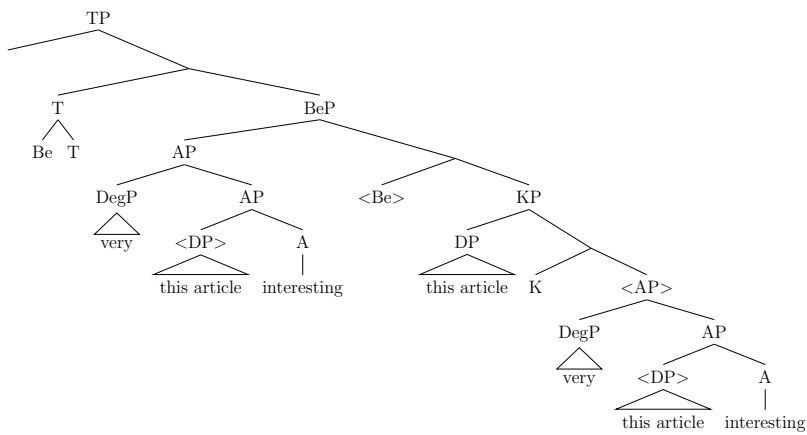 TP
T BeP
Be T AP
DegP AP <Be> KP
very <DP> A DP
this article interesting this article K <AP>
DegP AP
very <DP> A
this article interesting